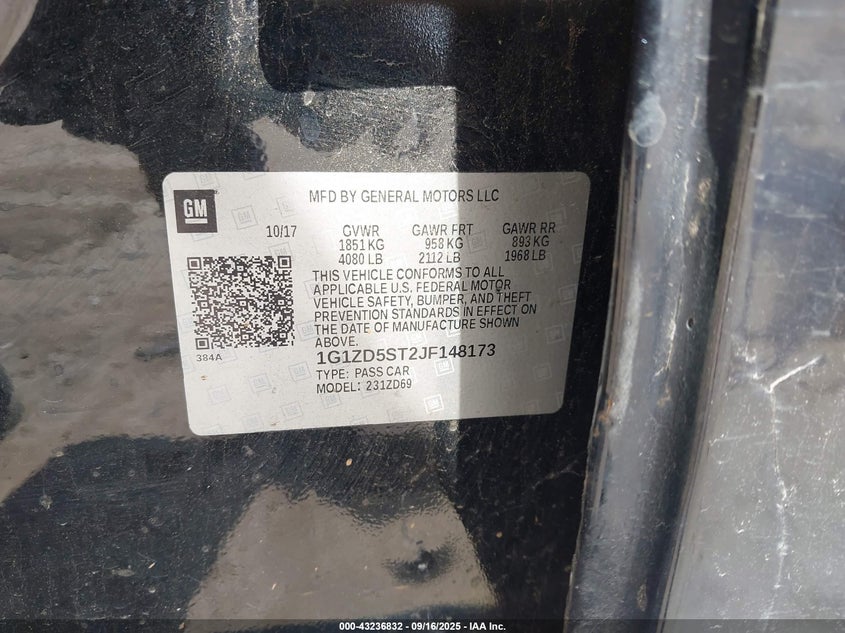 GM
MFD BY GENERAL MOTORS LLC
10/17 GVWR GAWR FRT GAWR RR
1851 KG 958 KG 893 KG
4080 LB 2112 LB 1968 LB
THIS VEHICLE CONFORMS TO ALL
APPLICABLE U.S. FEDERAL MOTOR
VEHICLE SAFETY, BUMPER, AND THEFT
PREVENTION STANDARDS IN EFFECT ON
THE DATE OF MANUFACTURE SHOWN
ABOVE.
384A
1G1ZD5ST2JF148173
TYPE: PASS CAR
MODEL: 231ZD69
000-43236832 - 09/16/2025 - IAA Inc.